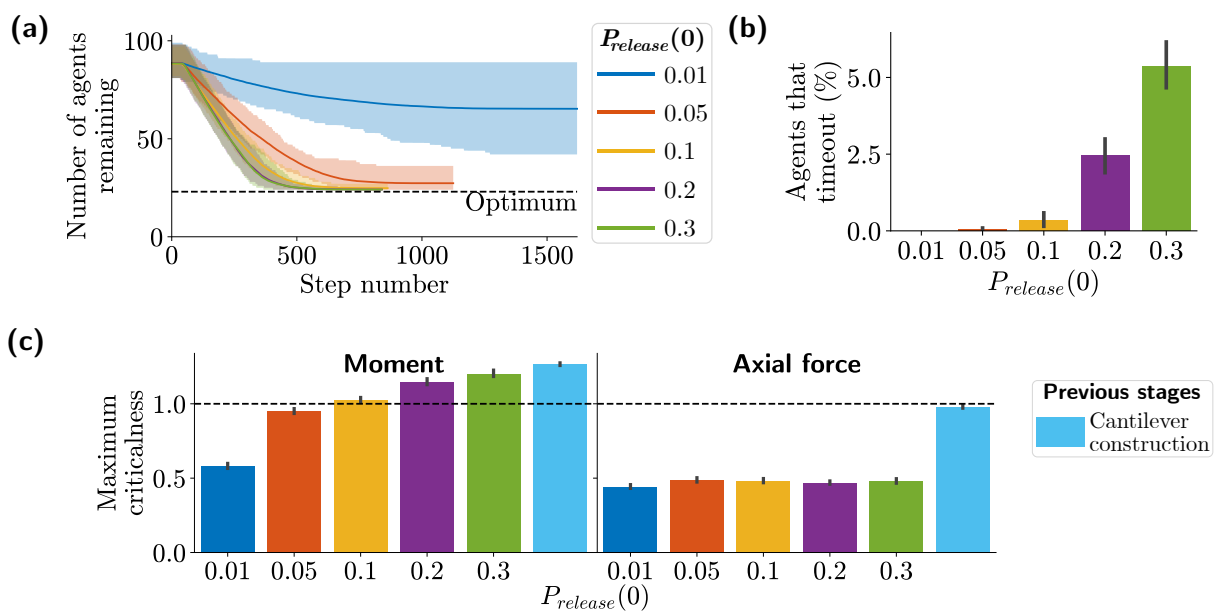 (a)
Number of agents
remaining
100
50
0
0
500
1000
1500
Step number
Optimum
P_release(0)
0.01
0.05
0.1
0.2
0.3
(b)
Agents that
timeout (%)
5.0
2.5
0.0
0.01 0.05 0.1 0.2 0.3
P_release(0)
(c)
Maximum
criticalness
1.0
0.5
0.0
Moment
Axial force
0.01 0.05 0.1 0.2 0.3 0.01 0.05 0.1 0.2 0.3
P_release(0)
Previous stages
Cantilever
construction